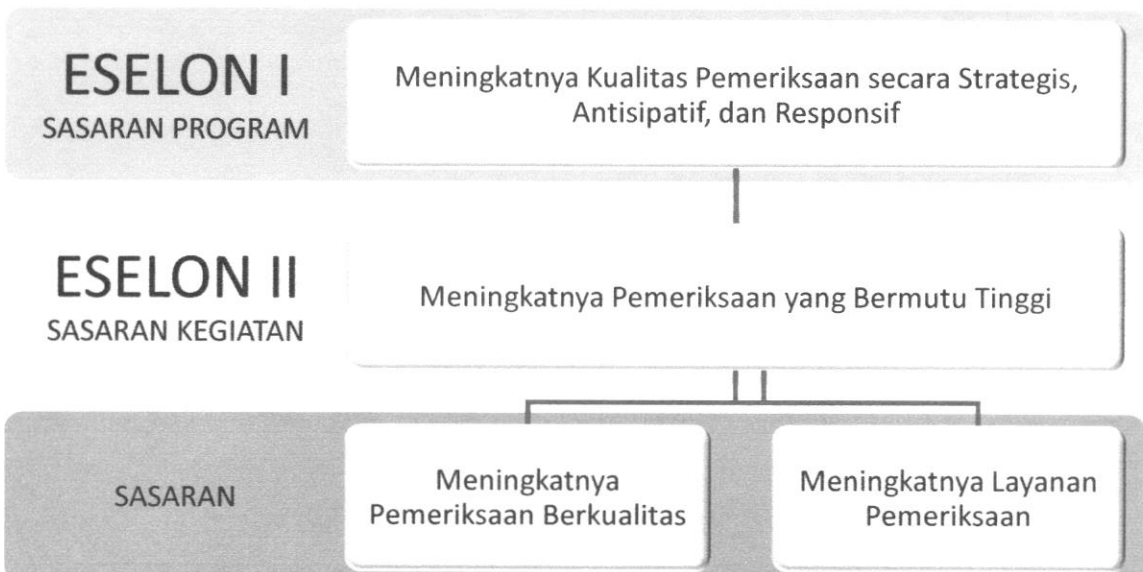 ESELON I
SASARAN PROGRAM
Meningkatnya Kualitas Pemeriksaan secara Strategis,
Antisipatif, dan Responsif
ESELON II
SASARAN KEGIATAN
Meningkatnya Pemeriksaan yang Bermutu Tinggi
SASARAN
Meningkatnya
Pemeriksaan Berkualitas
Meningkatnya Layanan
Pemeriksaan